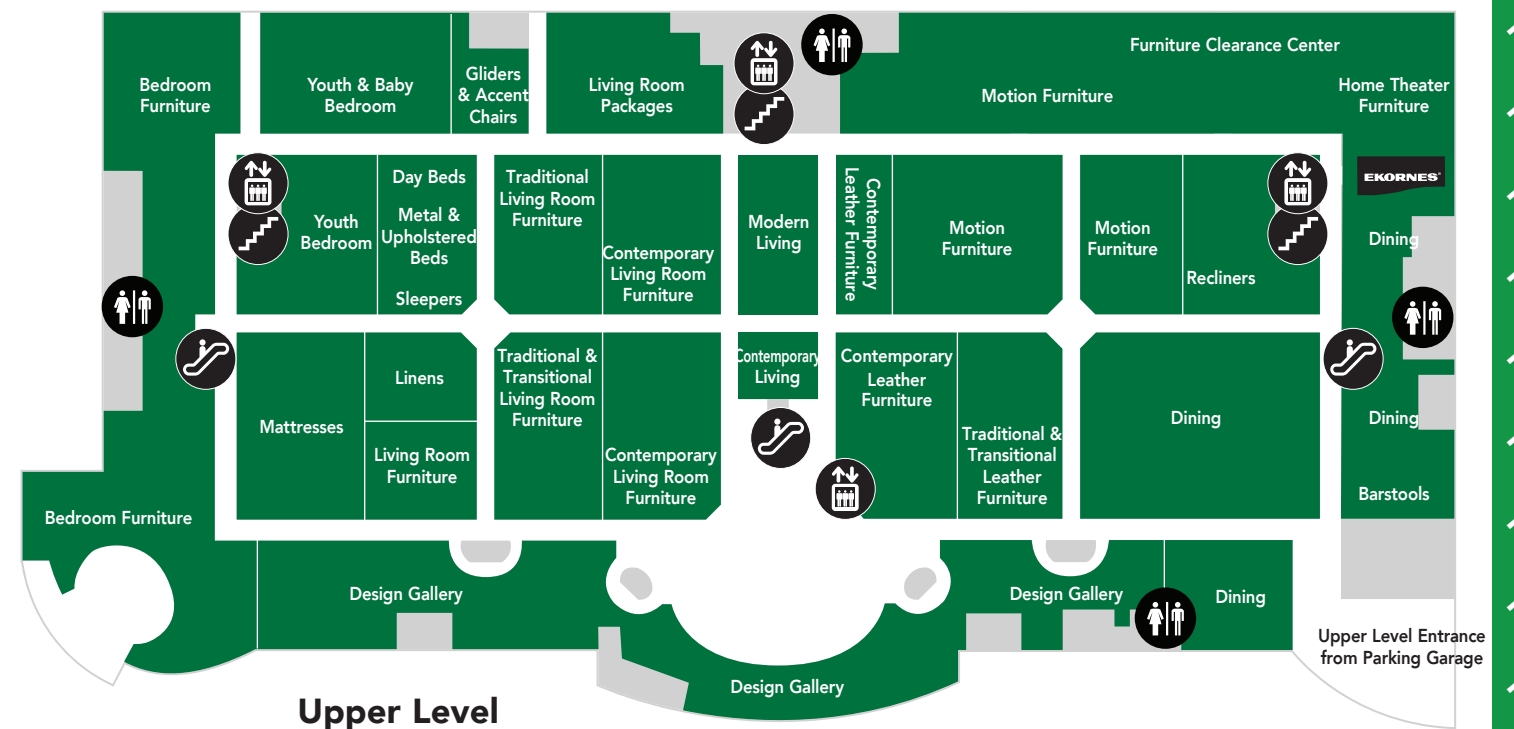 Furniture Clearance Center
Bedroom
Furniture
Youth & Baby
Bedroom
Gliders
& Accent
Chairs
Living Room
Packages
Motion Furniture
Home Theater
Furniture
EKORNES®
Youth
Bedroom
Day Beds
Metal &
Upholstered
Beds
Sleepers
Traditional
Living Room
Furniture
Contemporary
Living Room
Furniture
Modern
Living
Contemporary
Leather Furniture
Motion
Furniture
Motion
Furniture
Recliners
Dining
Mattresses
Linens
Living Room
Furniture
Traditional &
Transitional
Living Room
Furniture
Contemporary
Living Room
Furniture
Contemporary
Living
Contemporary
Leather
Furniture
Traditional &
Transitional
Leather
Furniture
Dining
Dining
Barstools
Bedroom Furniture
Design Gallery
Design Gallery
Dining
Design Gallery
Upper Level Entrance
from Parking Garage
Upper Level